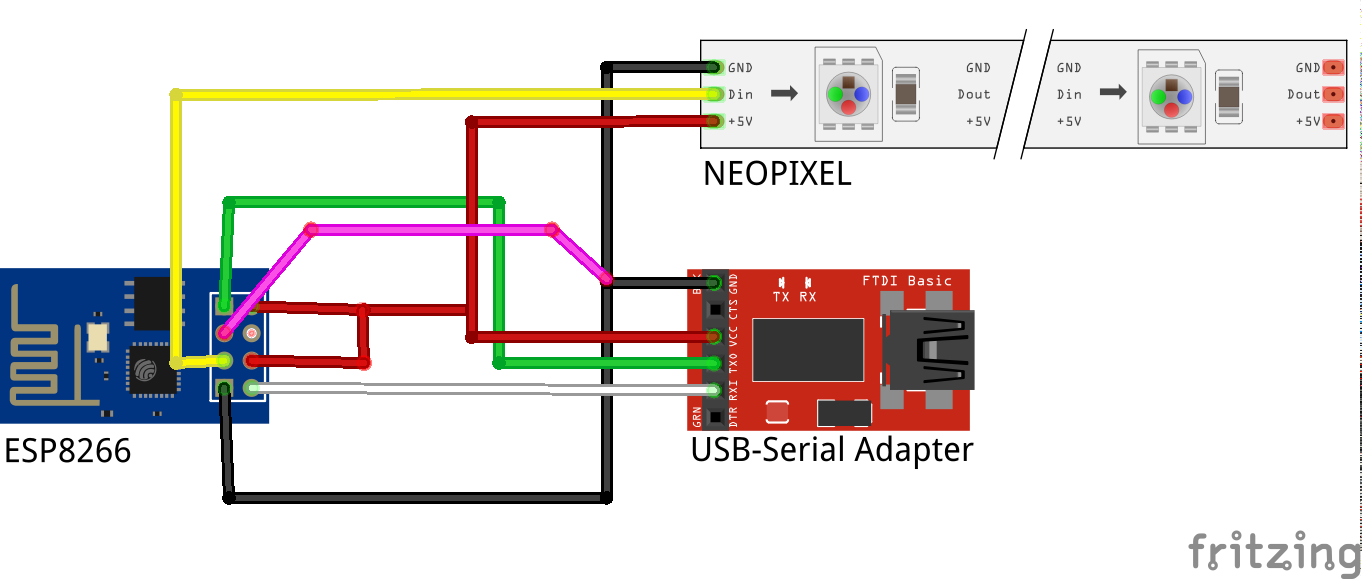 GND GND GND GND
Din Dout Din Dout
+5V +5V +5V +5V
NEOPIXEL
FTDI Basic
TX RX
GND
CTS
VCC
TXO
RXI
DTR
GRN
ESP8266
USB-Serial Adapter
fritzing